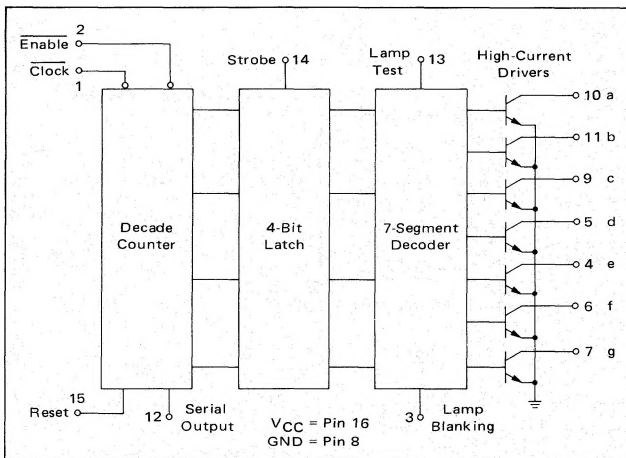 2
Enable
Clock
1
Strobe 14
Lamp
Test 13
High-Current
Drivers
10 a
11 b
9 c
5 d
4 e
6 f
7 g
Decade
Counter
4-Bit
Latch
7-Segment
Decoder
15
Reset
12 Serial
Output
VCC = Pin 16
GND = Pin 8
3 Lamp
Blanking